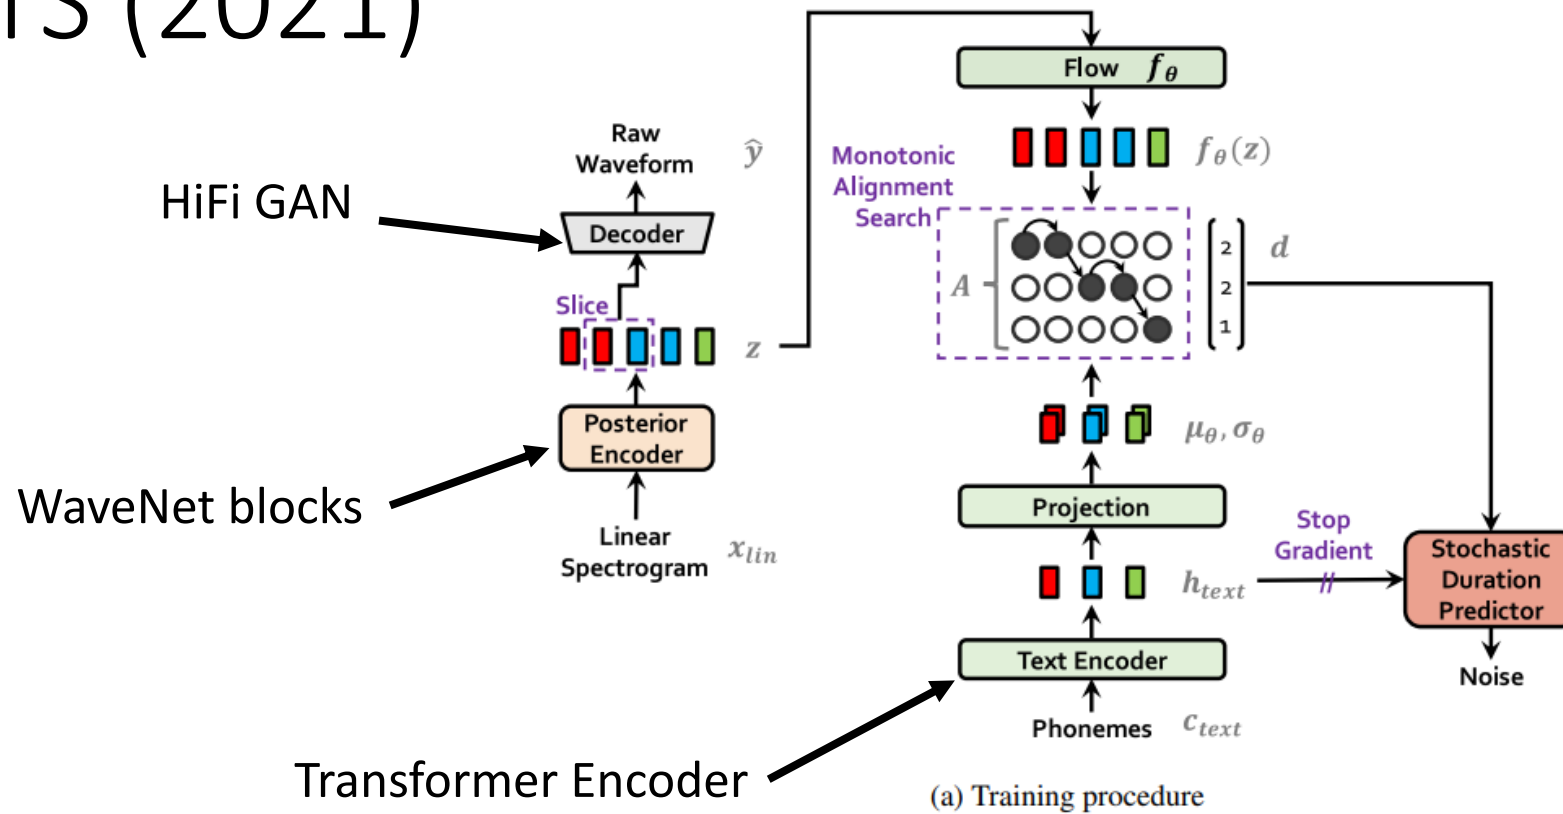 TS (2021)
HiFi GAN
WaveNet blocks
Transformer Encoder
Raw
Waveform
ŷ
Decoder
Slice
z
Posterior
Encoder
Linear
Spectrogram
x_lin
Flow f_θ
f_θ(z)
Monotonic
Alignment
Search
A
2
2
1
d
μ_θ, σ_θ
Projection
h_text
Stop
Gradient
Stochastic
Duration
Predictor
Noise
Text Encoder
Phonemes
c_text
(a) Training procedure